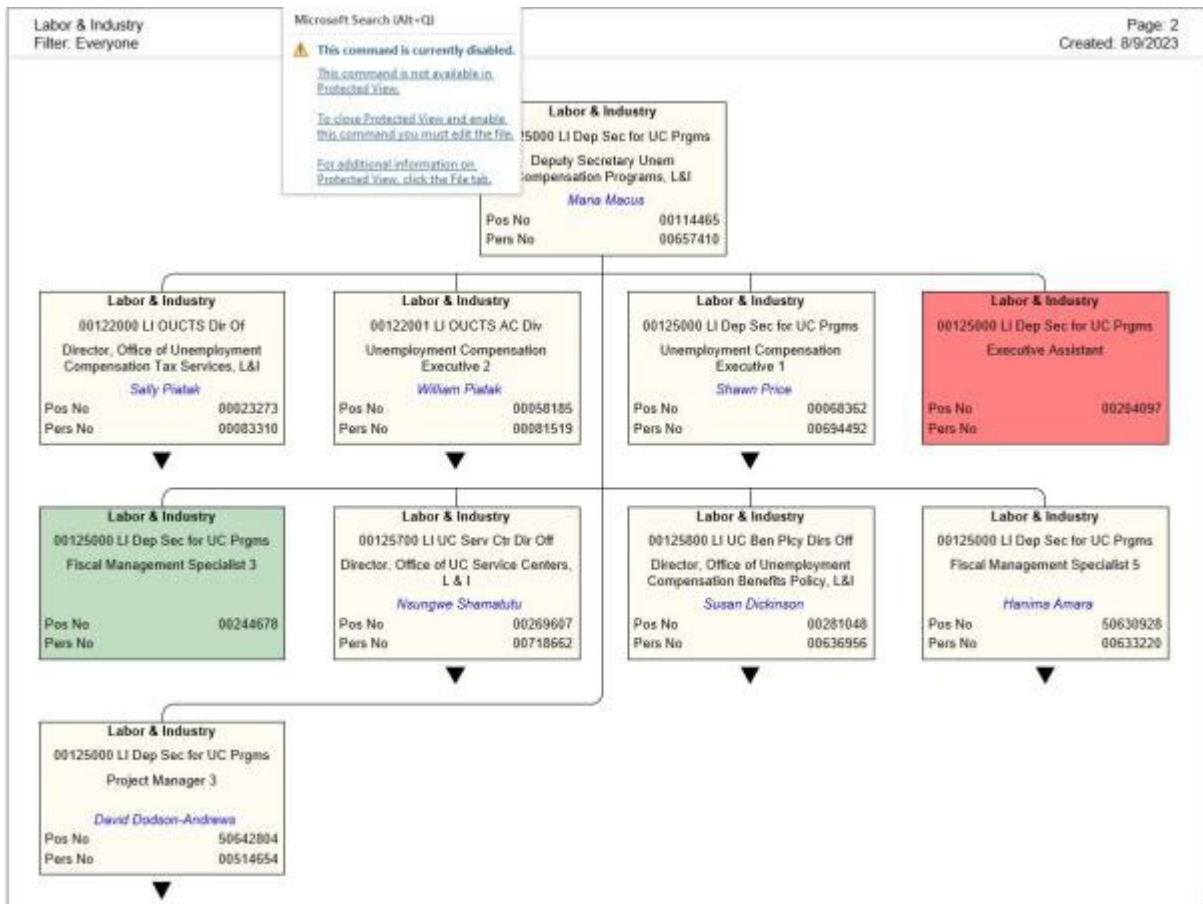 Labor & Industry
Filter: Everyone
Page: 2
Created: 8/9/2023
Microsoft Search (Alt+Q)
This command is currently disabled.
This command is not available in
Protected View.
To close Protected View and enable
this command you must edit the file.
For additional information on
Protected View, click the File tab.
Labor & Industry
25000 LI Dep Sec for UC Prgms
Deputy Secretary Unem
Compensation Programs, L&I
Maria Macus
Pos No 00114465
Pers No 00657410
Labor & Industry
00122000 LI OUCTS Dir Of
Director, Office of Unemployment
Compensation Tax Services, L&I
Sally Piatak
Pos No 00023273
Pers No 00083310
Labor & Industry
00122001 LI OUCTS AC Div
Unemployment Compensation
Executive 2
William Piatak
Pos No 00058185
Pers No 00081519
Labor & Industry
00125000 LI Dep Sec for UC Prgms
Unemployment Compensation
Executive 1
Shawn Price
Pos No 00068362
Pers No 00694492
Labor & Industry
00125000 LI Dep Sec for UC Prgms
Executive Assistant
Pos No 00204097
Pers No
Labor & Industry
00125000 LI Dep Sec for UC Prgms
Fiscal Management Specialist 3
Pos No 00244678
Pers No
Labor & Industry
00125700 LI UC Serv Ctr Dir Off
Director, Office of UC Service Centers,
L & I
Nsungwe Shamatutu
Pos No 00269607
Pers No 00718662
Labor & Industry
00125800 LI UC Ben Plcy Dirs Off
Director, Office of Unemployment
Compensation Benefits Policy, L&I
Susan Dickinson
Pos No 00281048
Pers No 00636956
Labor & Industry
00125000 LI Dep Sec for UC Prgms
Fiscal Management Specialist 5
Hanima Amara
Pos No 50630928
Pers No 00633220
Labor & Industry
00125000 LI Dep Sec for UC Prgms
Project Manager 3
David Dodson-Andrews
Pos No 50642804
Pers No 00514654